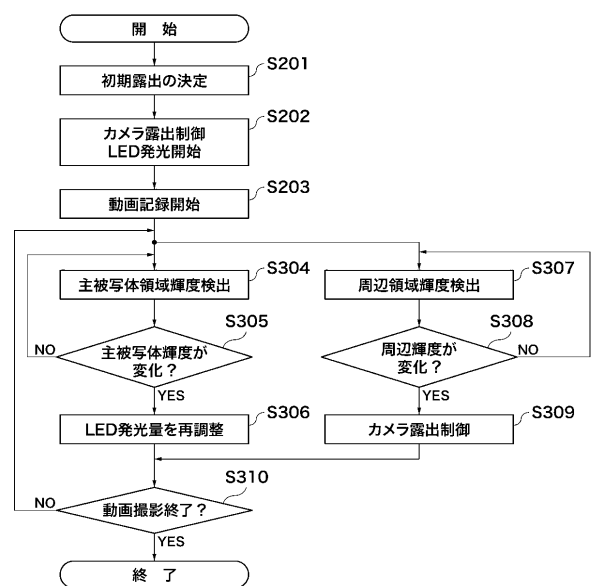 開 始
S201
初期露出の決定
S202
カメラ露出制御
LED発光開始
S203
動画記録開始
S304
主被写体領域輝度検出
S307
周辺領域輝度検出
S305
主被写体輝度が
変化？
NO
YES
S308
周辺輝度が
変化？
NO
YES
S306
LED発光量を再調整
S309
カメラ露出制御
S310
動画撮影終了？
NO
YES
終 了